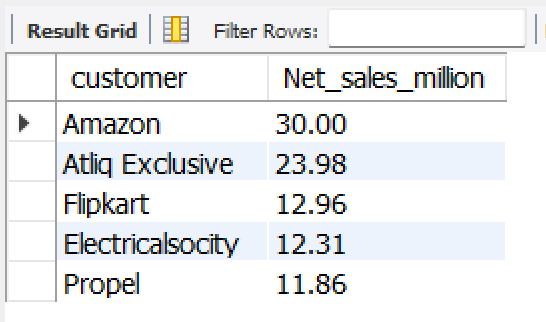 Result Grid Filter Rows:
customer Net_sales_million
Amazon 30.00
Atliq Exclusive 23.98
Flipkart 12.96
Electricalsocity 12.31
Propel 11.86